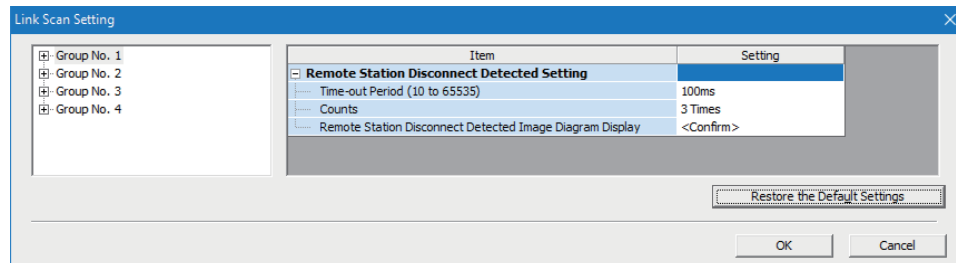 Link Scan Setting
Group No. 1
Group No. 2
Group No. 3
Group No. 4
Item Setting
Remote Station Disconnect Detected Setting
Time-out Period (10 to 65535) 100ms
Counts 3 Times
Remote Station Disconnect Detected Image Diagram Display <Confirm>
Restore the Default Settings
OK Cancel